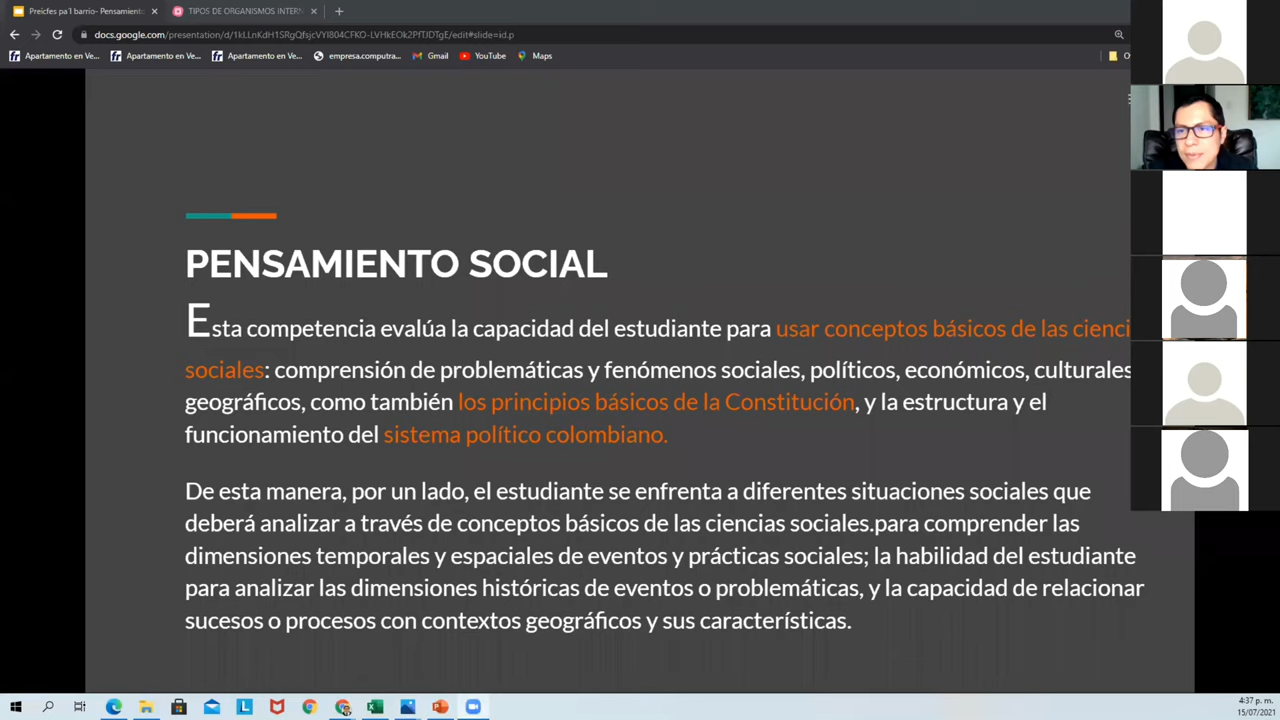 Preicfes pa'l barrio- Pensamiento
TIPOS DE ORGANISMOS INTERN
docs.google.com/presentation/d/
Apartamento en Ve...
Apartamento en Ve...
Apartamento en Ve...
empresa.computra...
Gmail
YouTube
Maps
PENSAMIENTO SOCIAL
Esta competencia evalúa la capacidad del estudiante para usar conceptos básicos de las cienci
sociales: comprensión de problemáticas y fenómenos sociales, políticos, económicos, culturales
geográficos, como también los principios básicos de la Constitución, y la estructura y el
funcionamiento del sistema político colombiano.
De esta manera, por un lado, el estudiante se enfrenta a diferentes situaciones sociales que
deberá analizar a través de conceptos básicos de las ciencias sociales.para comprender las
dimensiones temporales y espaciales de eventos y prácticas sociales; la habilidad del estudiante
para analizar las dimensiones históricas de eventos o problemáticas, y la capacidad de relacionar
sucesos o procesos con contextos geográficos y sus características.
4:37 p. m.
15/07/2021